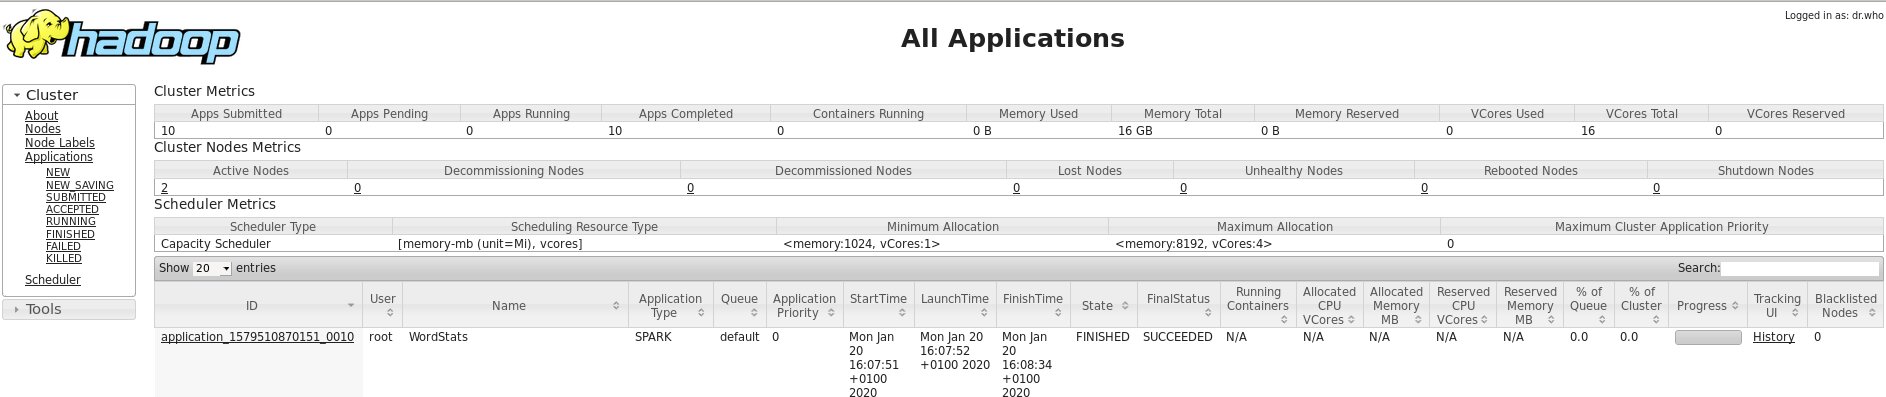 Logged in as: dr.who
hadoop
All Applications
Cluster
About
Nodes
Node Labels
Applications
NEW
NEW_SAVING
SUBMITTED
ACCEPTED
RUNNING
FINISHED
FAILED
KILLED
Scheduler
Tools
Cluster Metrics
Apps Submitted Apps Pending Apps Running Apps Completed Containers Running Memory Used Memory Total Memory Reserved VCores Used VCores Total VCores Reserved
10 0 0 10 0 0 B 16 GB 0 B 0 16 0
Cluster Nodes Metrics
Active Nodes Decommissioning Nodes Decommissioned Nodes Lost Nodes Unhealthy Nodes Rebooted Nodes Shutdown Nodes
2 0 0 0 0 0 0
Scheduler Metrics
Scheduler Type Scheduling Resource Type Minimum Allocation Maximum Allocation Maximum Cluster Application Priority
Capacity Scheduler [memory-mb (unit=Mi), vcores] <memory:1024, vCores:1> <memory:8192, vCores:4> 0
Show 20 entries Search:
ID
User
Name
Application
Type
Queue
Application
Priority
StartTime
LaunchTime
FinishTime
State
FinalStatus
Running
Containers
Allocated
CPU
VCores
Allocated
Memory
MB
Reserved
CPU
VCores
Reserved
Memory
MB
% of
Queue
% of
Cluster
Progress
Tracking
UI
Blacklisted
Nodes
application_1579510870151_0010
root
WordStats
SPARK
default
0
Mon Jan
20
16:07:51
+0100
2020
Mon Jan 20
16:07:52
+0100 2020
Mon Jan
20
16:08:34
+0100
2020
FINISHED
SUCCEEDED
N/A
N/A
N/A
N/A
N/A
0.0
0.0
History
0